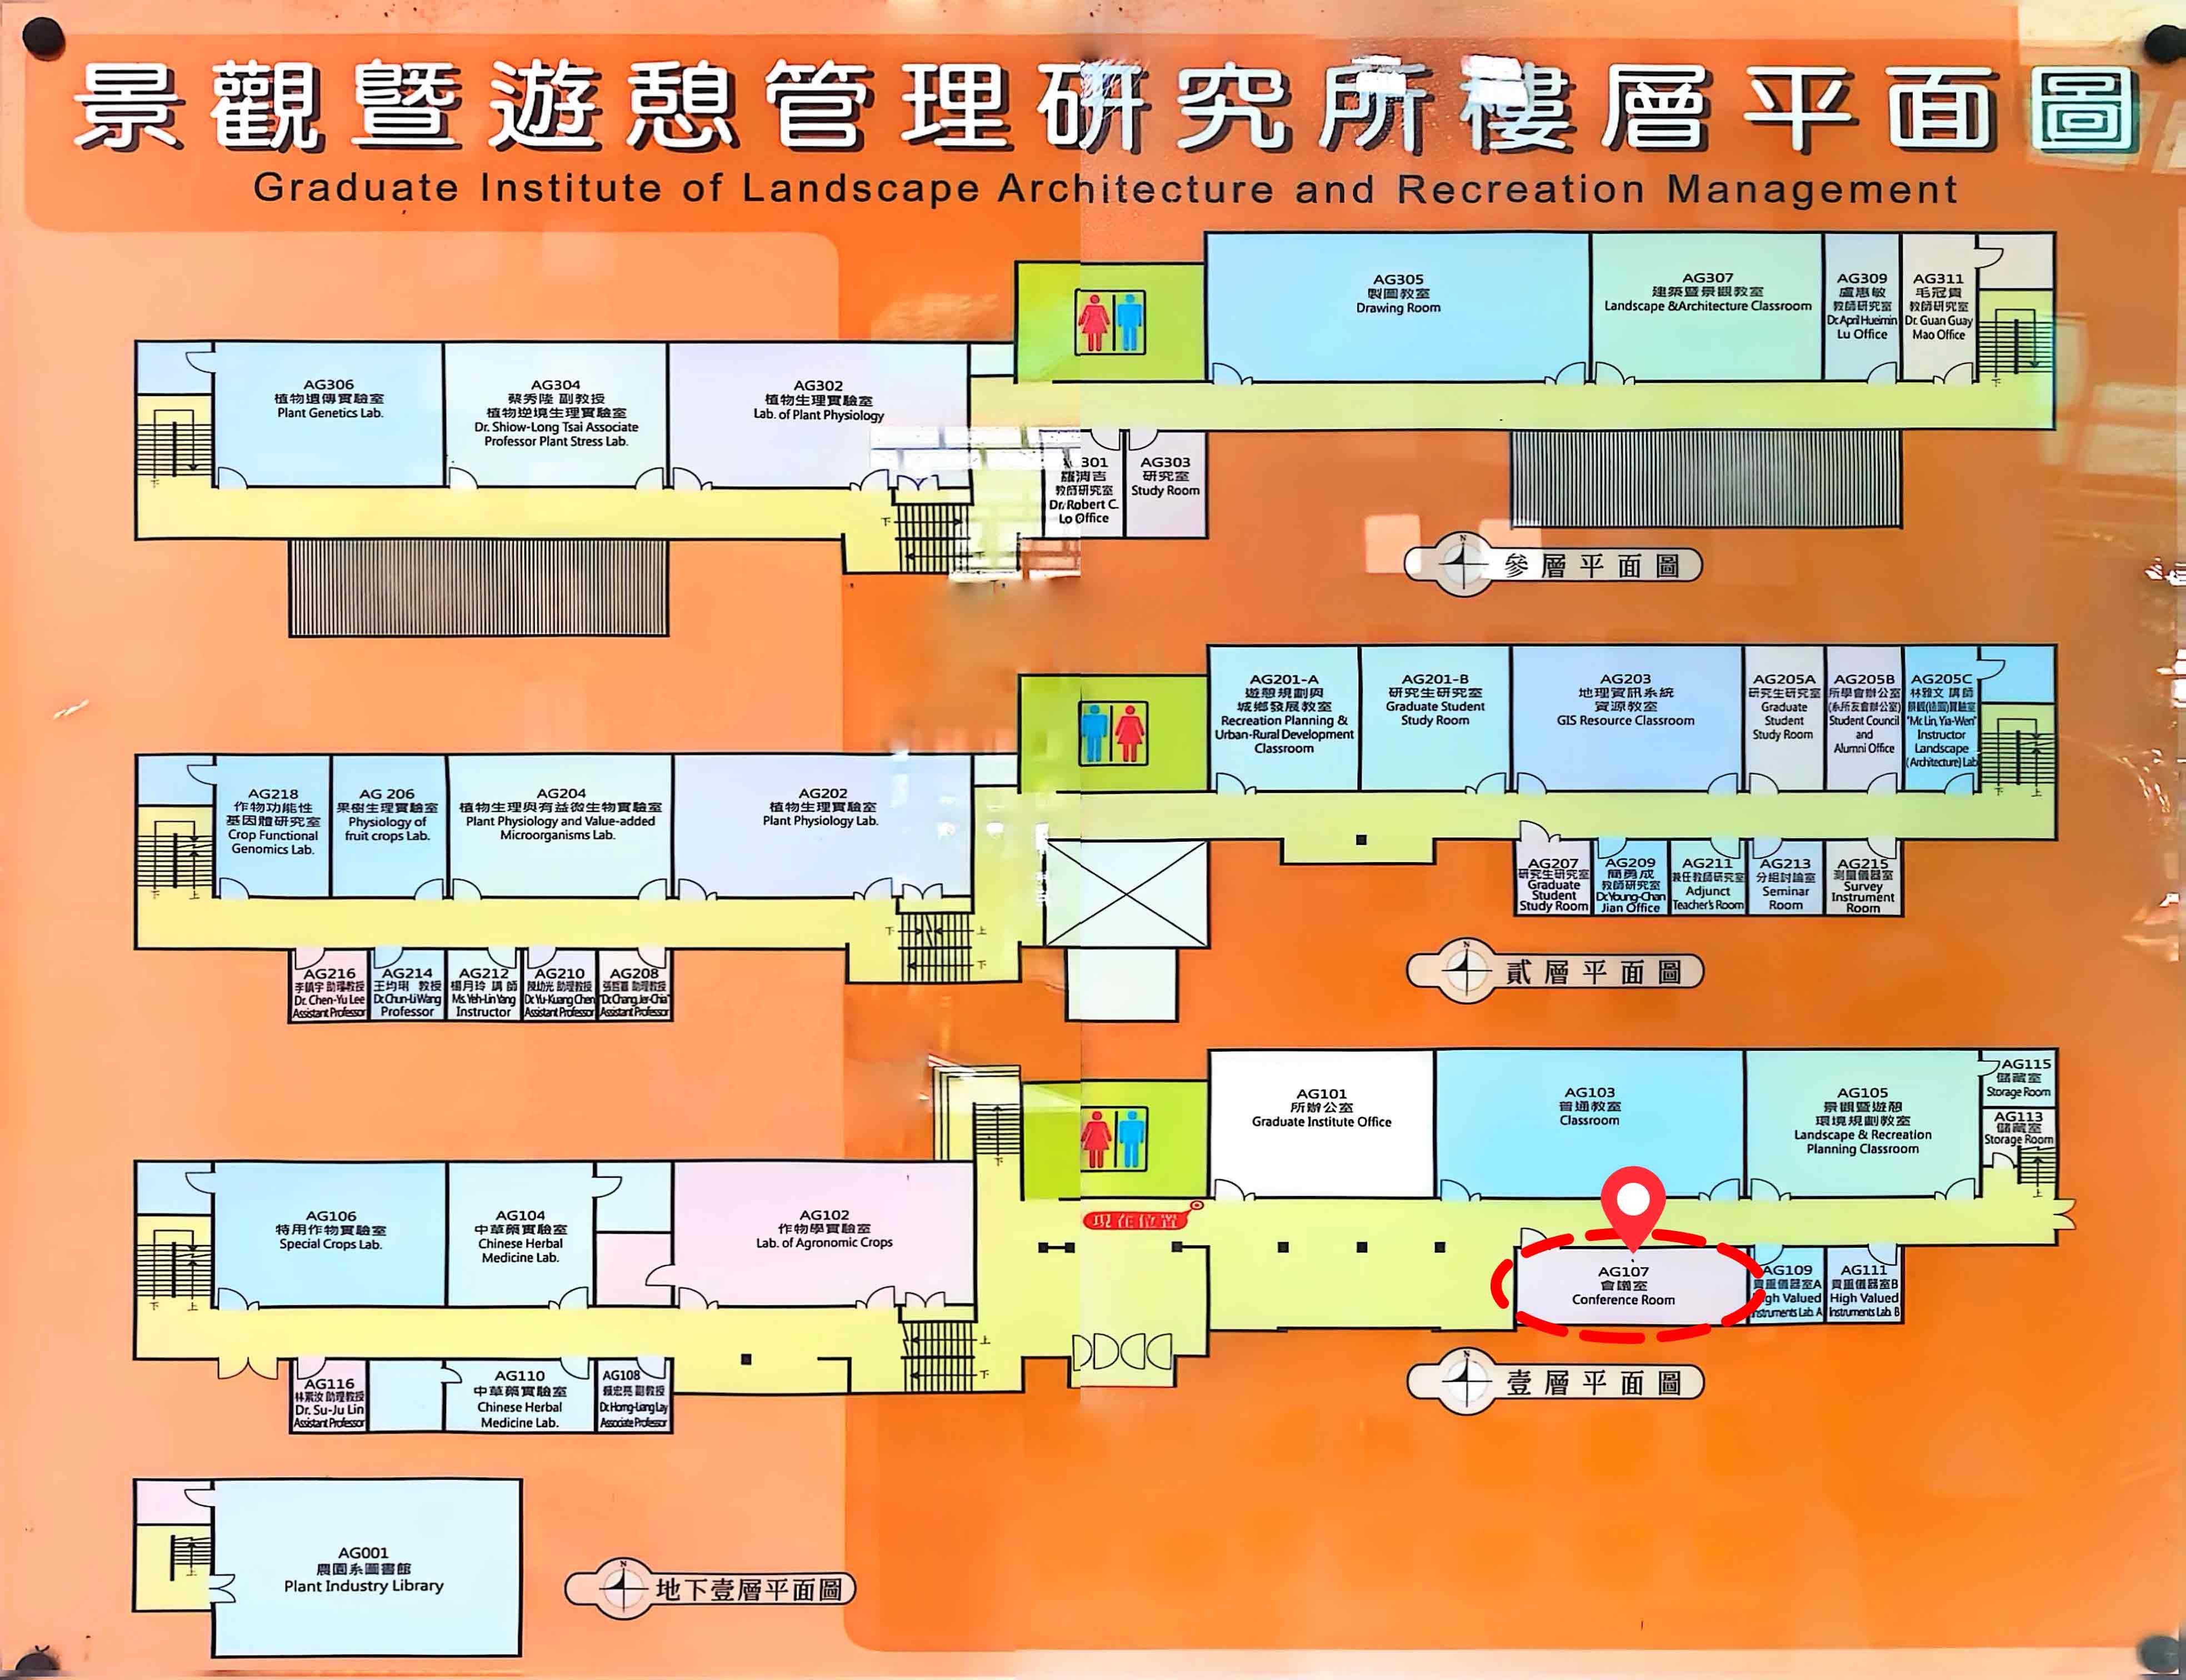 景觀暨遊憩管理研究所樓層平面圖
Graduate Institute of Landscape Architecture and Recreation Management
AG305
製圖教室
Drawing Room
AG307
建築暨景觀教室
Landscape &Architecture Classroom
AG309
盧惠敏
教師研究室
Dr. April Hueimin
Lu Office
AG311
毛冠貴
教師研究室
Dr. Guan Guay
Mao Office
下
AG306
植物遺傳實驗室
Plant Genetics Lab.
AG304
蔡秀隆 副教授
植物逆境生理實驗室
Dr. Shiow-Long Tsai Associate
Professor Plant Stress Lab.
AG302
植物生理實驗室
Lab. of Plant Physiology
下
下
301
羅濟吉
教師研究室
Dr. Robert C.
Lo Office
AG303
研究室
Study Room
N
參層平面圖
AG201-A
遊憩規劃與
城鄉發展教室
Recreation Planning &
Urban-Rural Development
Classroom
AG201-B
研究生研究室
Graduate Student
Study Room
AG203
地理資訊系統
資源教室
GIS Resource Classroom
AG205A
研究生研究室
Graduate
Student
Study Room
AG205B
所學會辦公室
(系所友會辦公室)
Student Council
and
Alumni Office
AG205C
林雅文 講師
景觀(造園)實驗室
"Mr. Lin, Yia-Wen"
Instructor
Landscape
(Architecture) Lab
下 上
AG218
作物功能性
基因體研究室
Crop Functional
Genomics Lab.
AG 206
果樹生理實驗室
Physiology of
fruit crops Lab.
AG204
植物生理與有益微生物實驗室
Plant Physiology and Value-added
Microorganisms Lab.
AG202
植物生理實驗室
Plant Physiology Lab.
下 上
下
上
下
AG207
研究生研究室
Graduate
Student
Study Room
AG209
簡勇成
教師研究室
Dr. Young-Chan
Jian Office
AG211
兼任教師研究室
Adjunct
Teacher's Room
AG213
分組討論室
Seminar
Room
AG215
測量儀器室
Survey
Instrument
Room
AG216
李鎮宇 助理教授
Dr. Chen-Yu Lee
Assistant Professor
AG214
王均琍 教授
Dr. Chun-Li Wang
Professor
AG212
楊月玲 講師
Ms. Yeh-Lin Yang
Instructor
AG210
陳幼光 助理教授
Dr. Yu-Kuang Chen
Assistant Professor
AG208
張哲嘉 助理教授
"Dr. Chang, Jer-Chia"
Assistant Professor
N
貳層平面圖
AG101
所辦公室
Graduate Institute Office
AG103
普通教室
Classroom
AG105
景觀暨遊憩
環境規劃教室
Landscape & Recreation
Planning Classroom
AG115
儲藏室
Storage Room
AG113
儲藏室
Storage Room
上
下
現在位置
AG106
特用作物實驗室
Special Crops Lab.
AG104
中草藥實驗室
Chinese Herbal
Medicine Lab.
AG102
作物學實驗室
Lab. of Agronomic Crops
下 上
上
下
AG107
會議室
Conference Room
AG109
貴重儀器室A
High Valued
Instruments Lab. A
AG111
貴重儀器室B
High Valued
Instruments Lab. B
AG116
林素汝 助理教授
Dr. Su-Ju Lin
Assistant Professor
AG110
中草藥實驗室
Chinese Herbal
Medicine Lab.
AG108
賴宏亮 副教授
Dr. Horng-Liang Lay
Associate Professor
N
壹層平面圖
AG001
農園系圖書館
Plant Industry Library
上
N
地下壹層平面圖